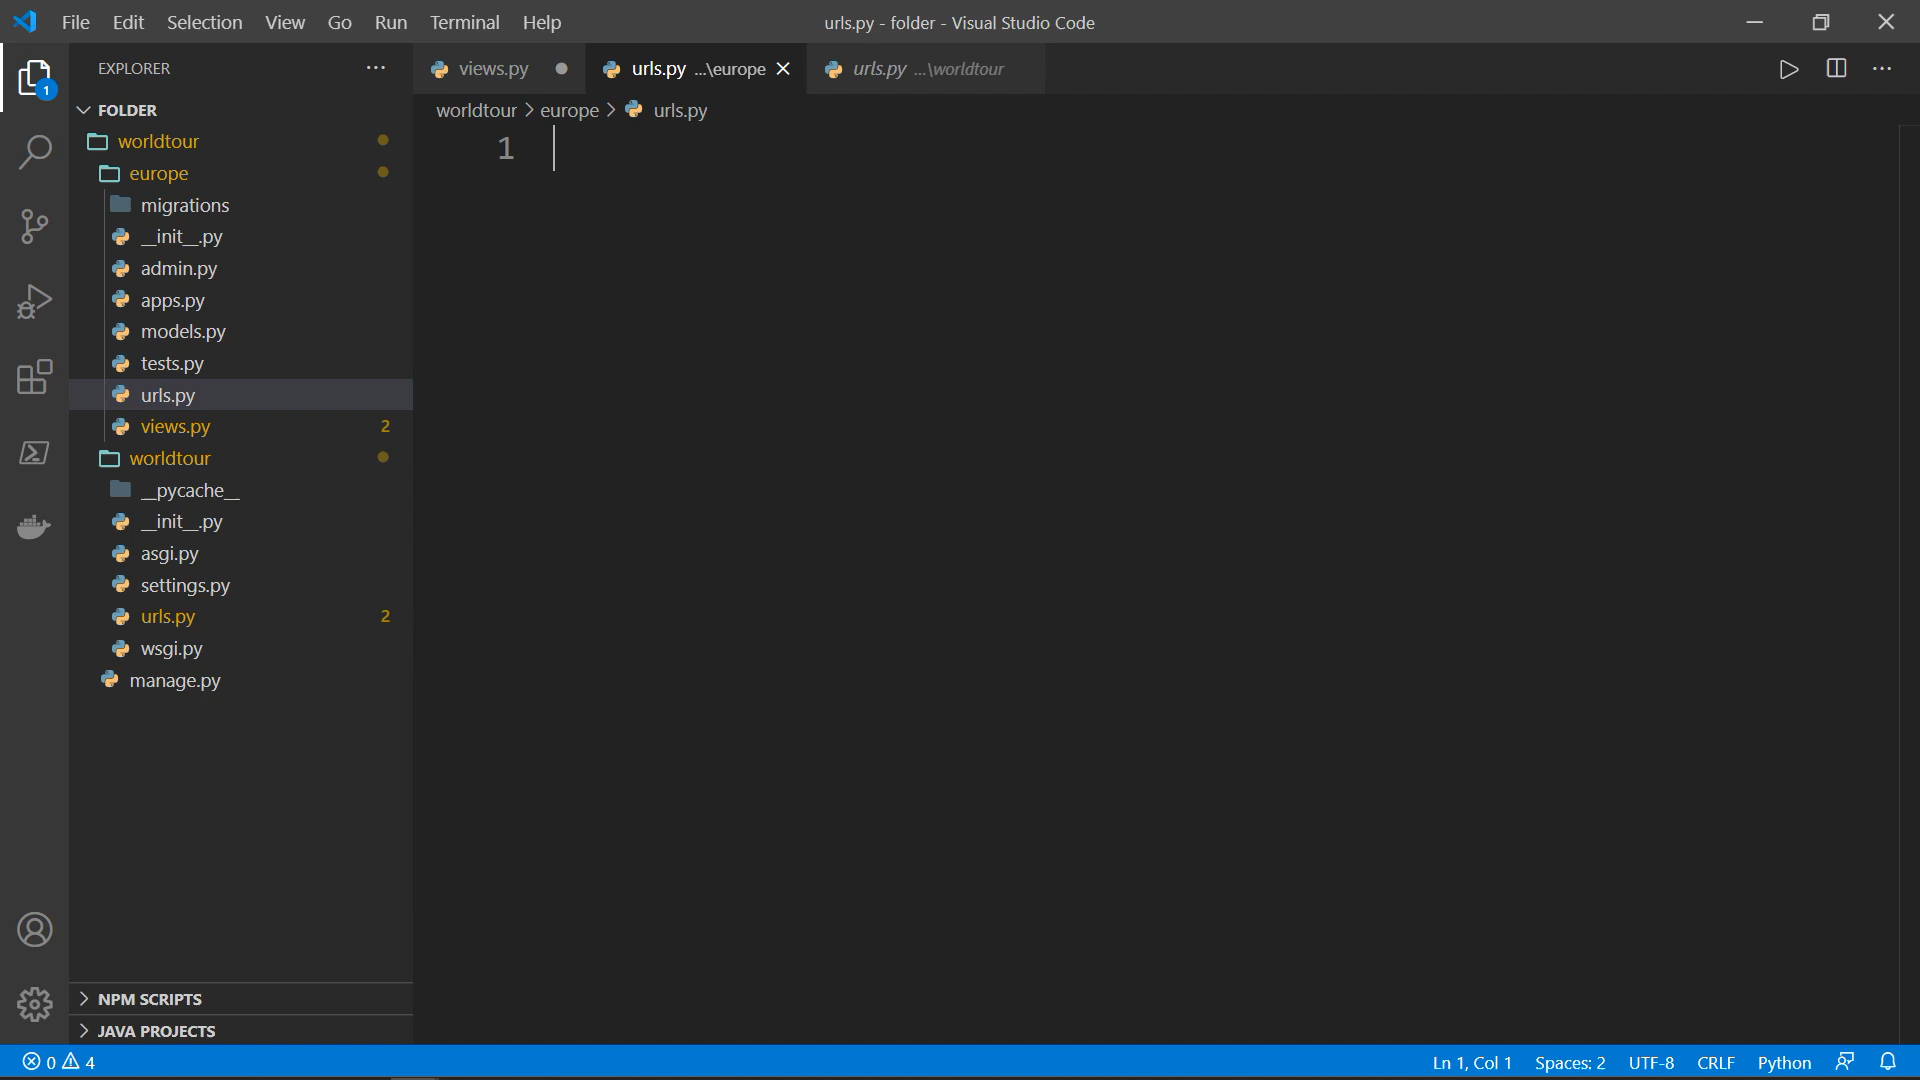 File Edit Selection View Go Run Terminal Help
urls.py - folder - Visual Studio Code
EXPLORER
views.py
urls.py ...\europe
urls.py ...\worldtour
1
FOLDER
worldtour > europe > urls.py
worldtour
1
europe
migrations
__init__.py
admin.py
apps.py
models.py
tests.py
urls.py
views.py 2
worldtour
__pycache__
__init__.py
asgi.py
settings.py
urls.py 2
wsgi.py
manage.py
NPM SCRIPTS
JAVA PROJECTS
0 4
Ln 1, Col 1
Spaces: 2
UTF-8
CRLF
Python